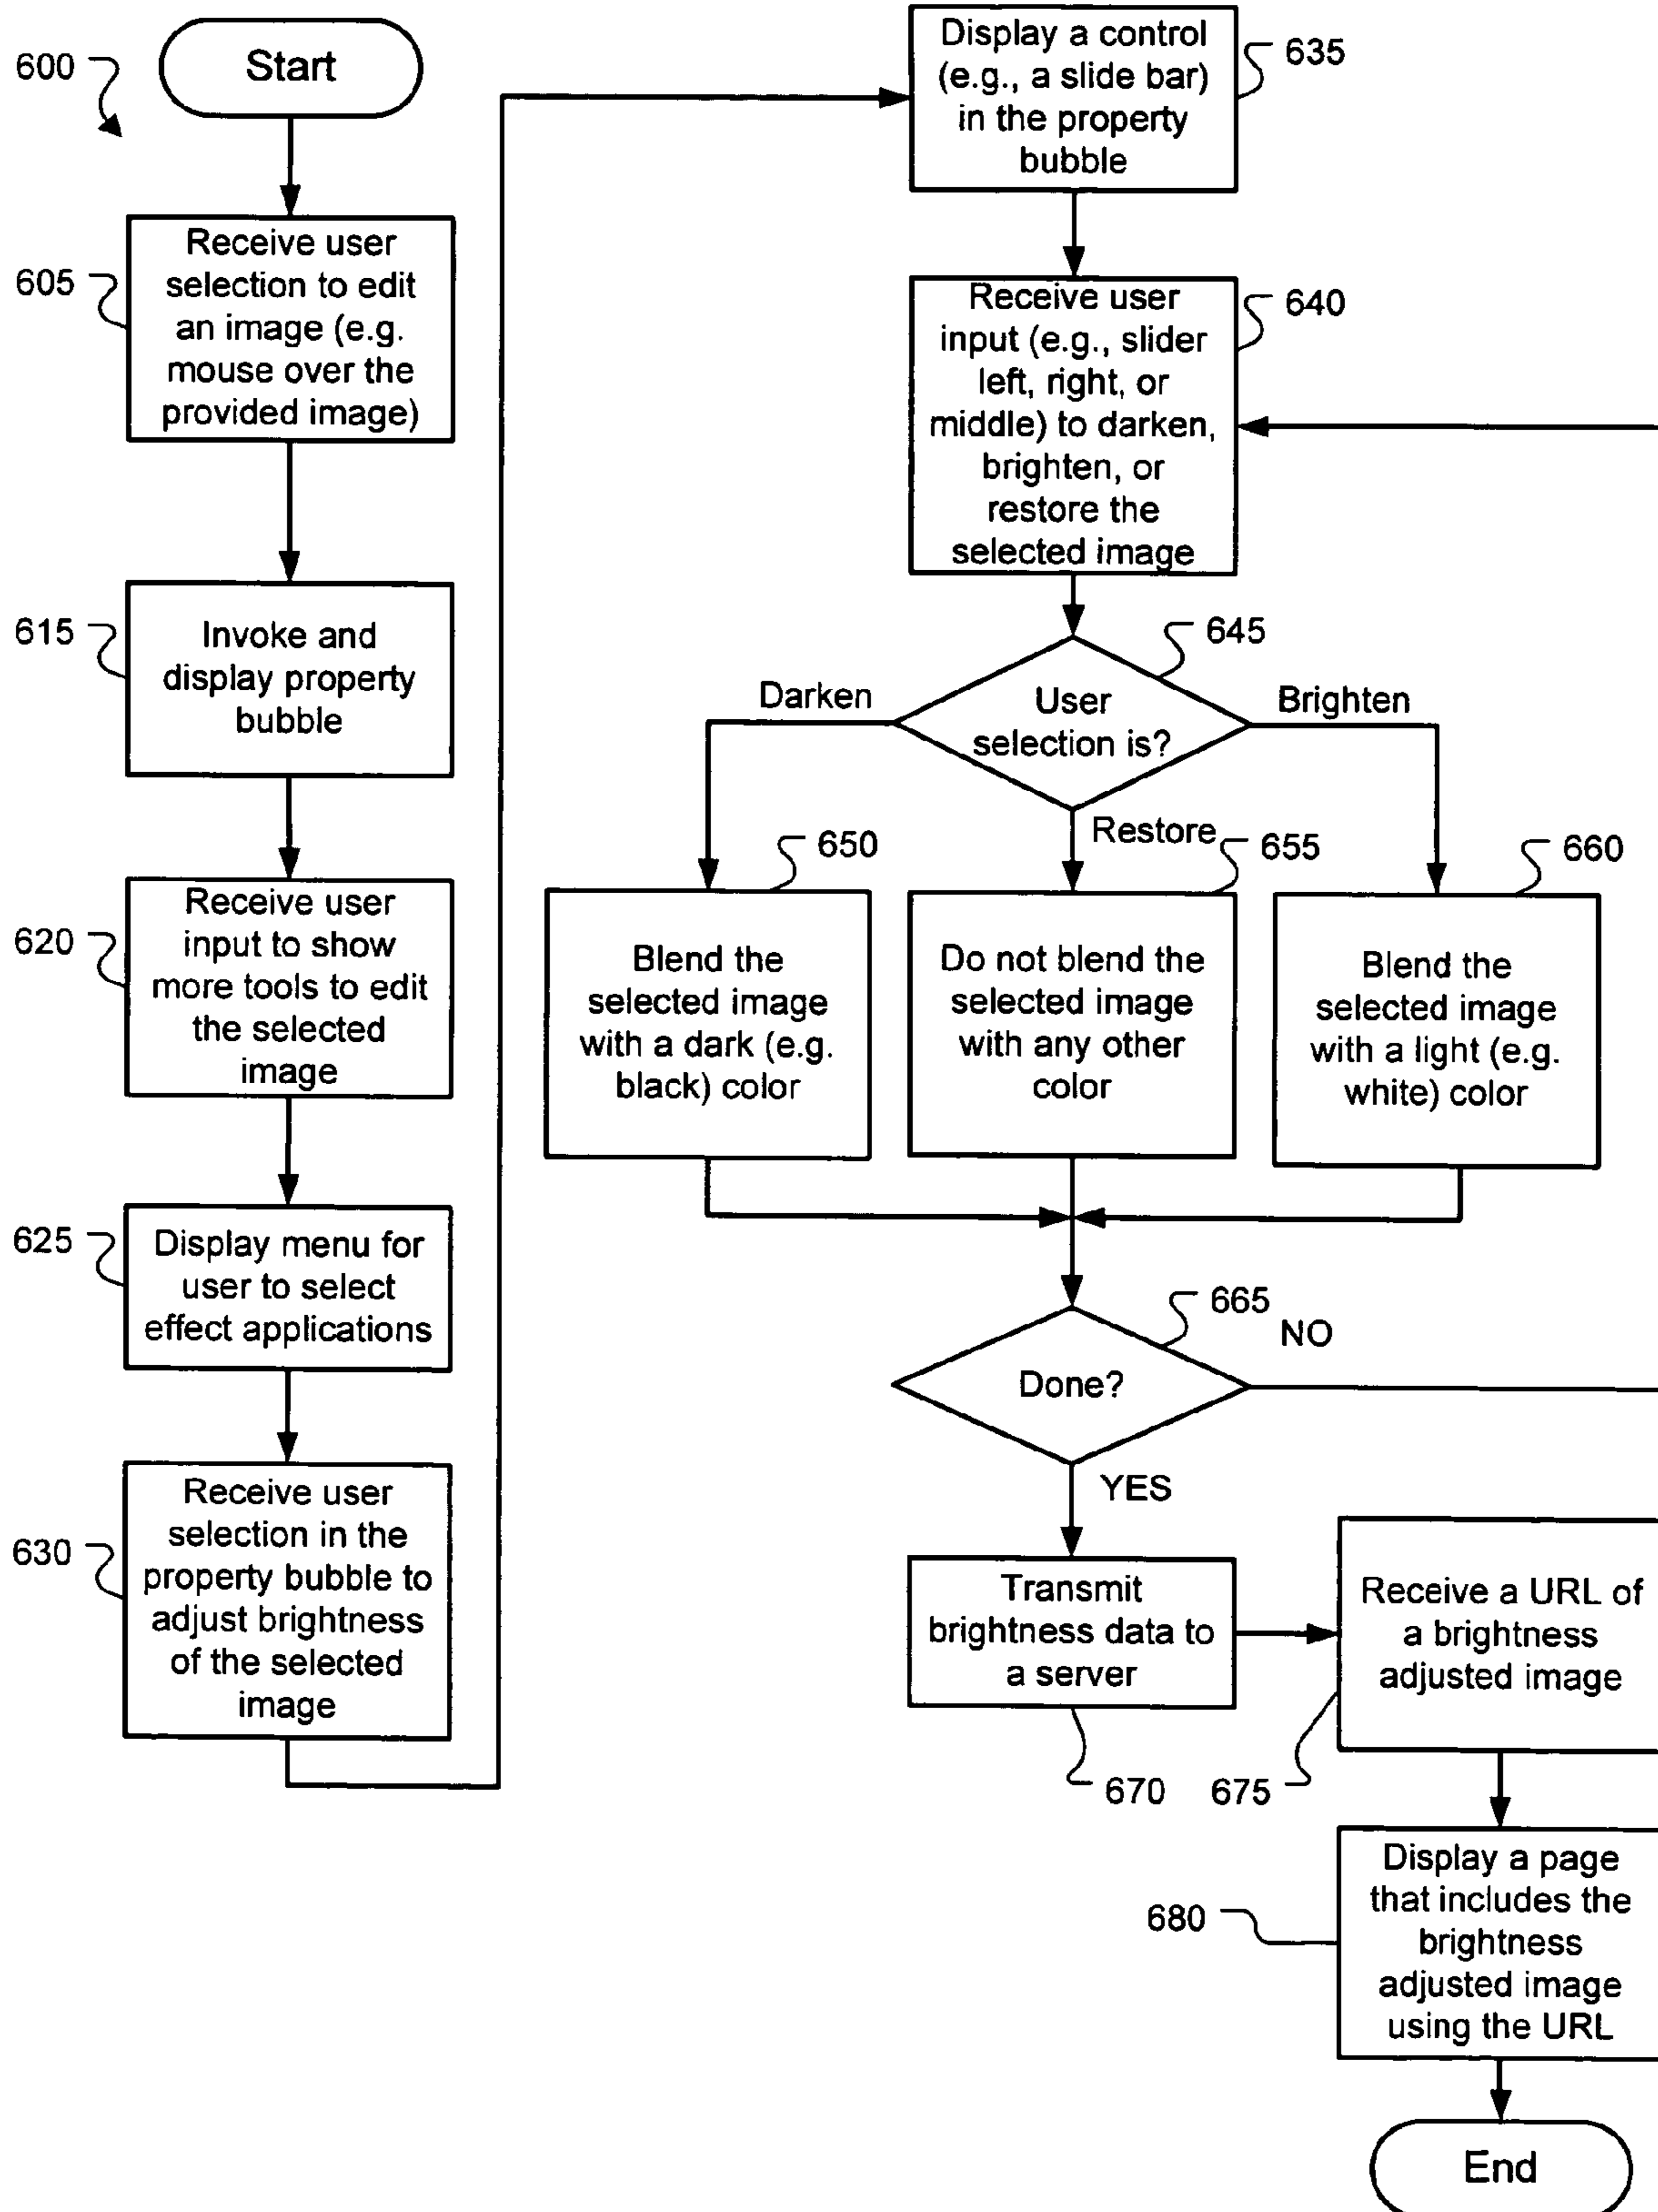 600
Start
605
Receive user
selection to edit
an image (e.g.
mouse over the
provided image)
615
Invoke and
display property
bubble
620
Receive user
input to show
more tools to edit
the selected
image
625
Display menu for
user to select
effect applications
630
Receive user
selection in the
property bubble to
adjust brightness
of the selected
image
Display a control
(e.g., a slide bar)
in the property
bubble
635
Receive user
input (e.g., slider
left, right, or
middle) to darken,
brighten, or
restore the
selected image
640
645
User
selection is?
Darken
Brighten
Restore
650
Blend the
selected image
with a dark (e.g.
black) color
655
Do not blend the
selected image
with any other
color
660
Blend the
selected image
with a light (e.g.
white) color
665
Done?
NO
YES
Transmit
brightness data to
a server
670
Receive a URL of
a brightness
adjusted image
675
680
Display a page
that includes the
brightness
adjusted image
using the URL
End